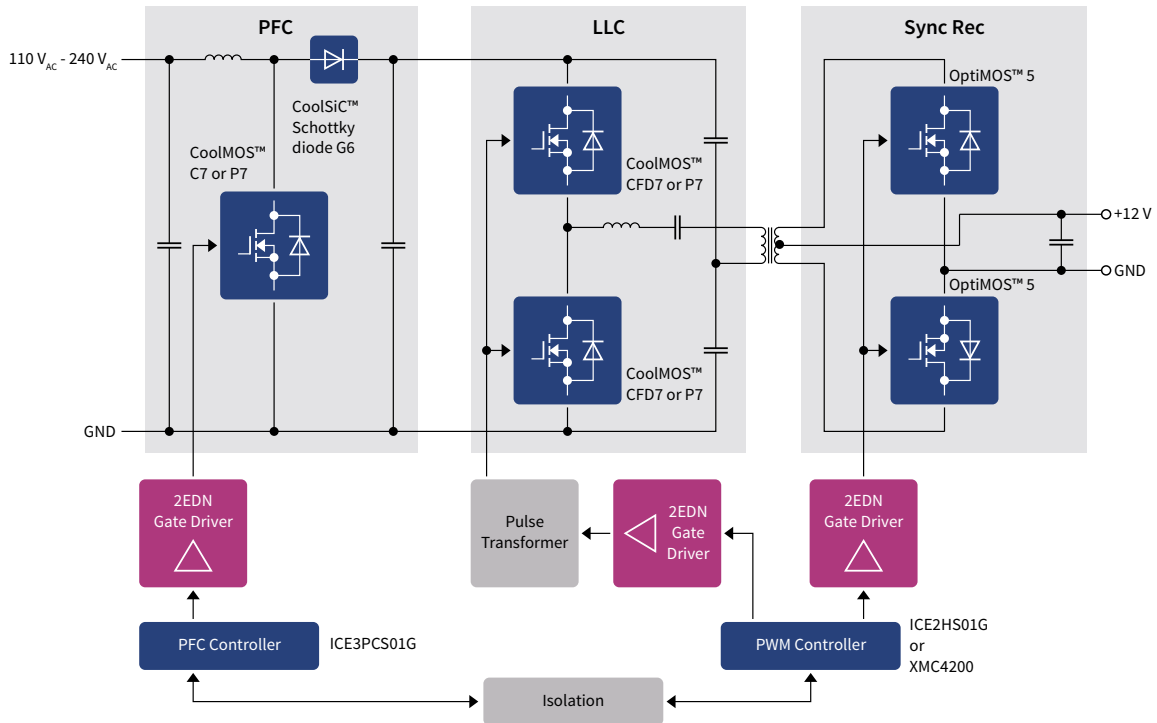 PFC
LLC
Sync Rec
110 V_AC - 240 V_AC
CoolSiC™
Schottky
diode G6
CoolMOS™
C7 or P7
CoolMOS™
CFD7 or P7
OptiMOS™ 5
+12 V
GND
OptiMOS™ 5
CoolMOS™
CFD7 or P7
GND
2EDN
Gate Driver
Pulse
Transformer
2EDN
Gate
Driver
2EDN
Gate Driver
PFC Controller
ICE3PCS01G
PWM Controller
ICE2HS01G
or
XMC4200
Isolation